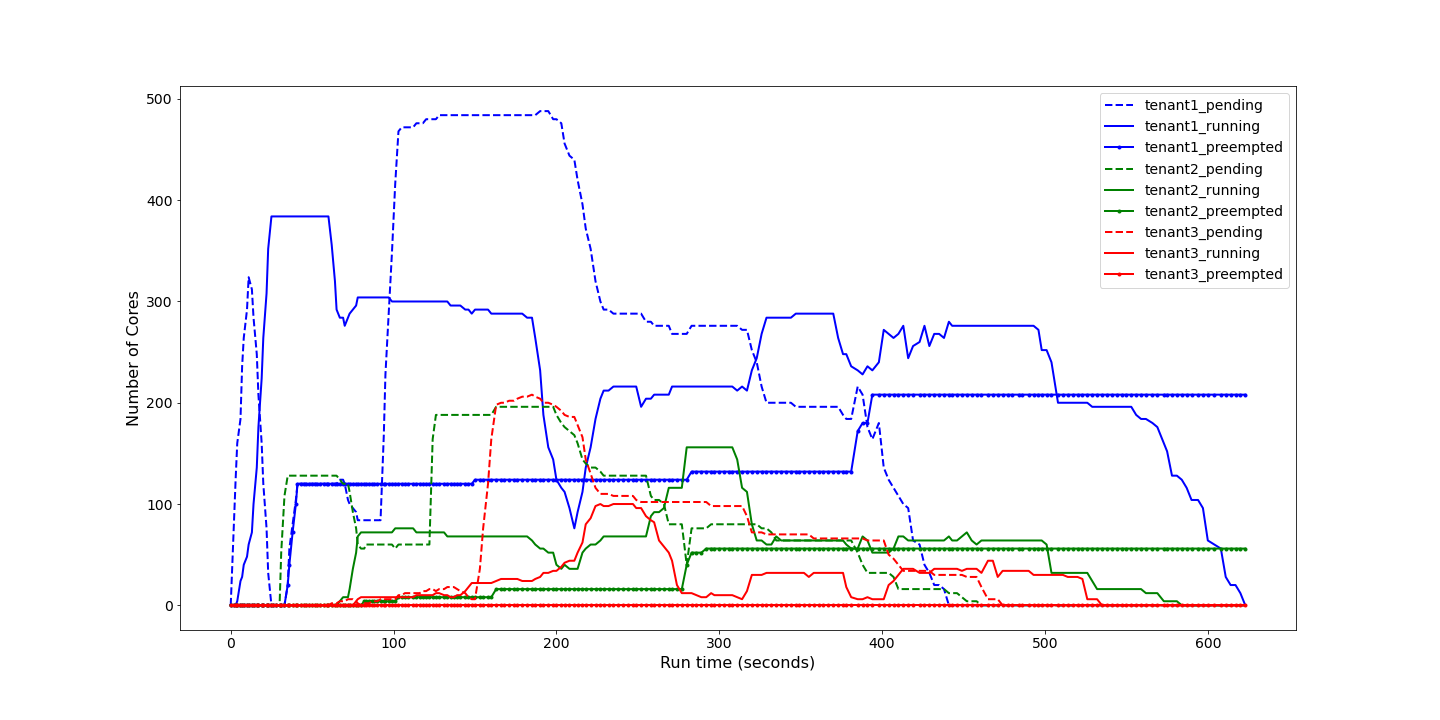 500
400
300
200
100
0
Number of Cores
0 100 200 300 400 500 600
Run time (seconds)
tenant1_pending
tenant1_running
tenant1_preempted
tenant2_pending
tenant2_running
tenant2_preempted
tenant3_pending
tenant3_running
tenant3_preempted